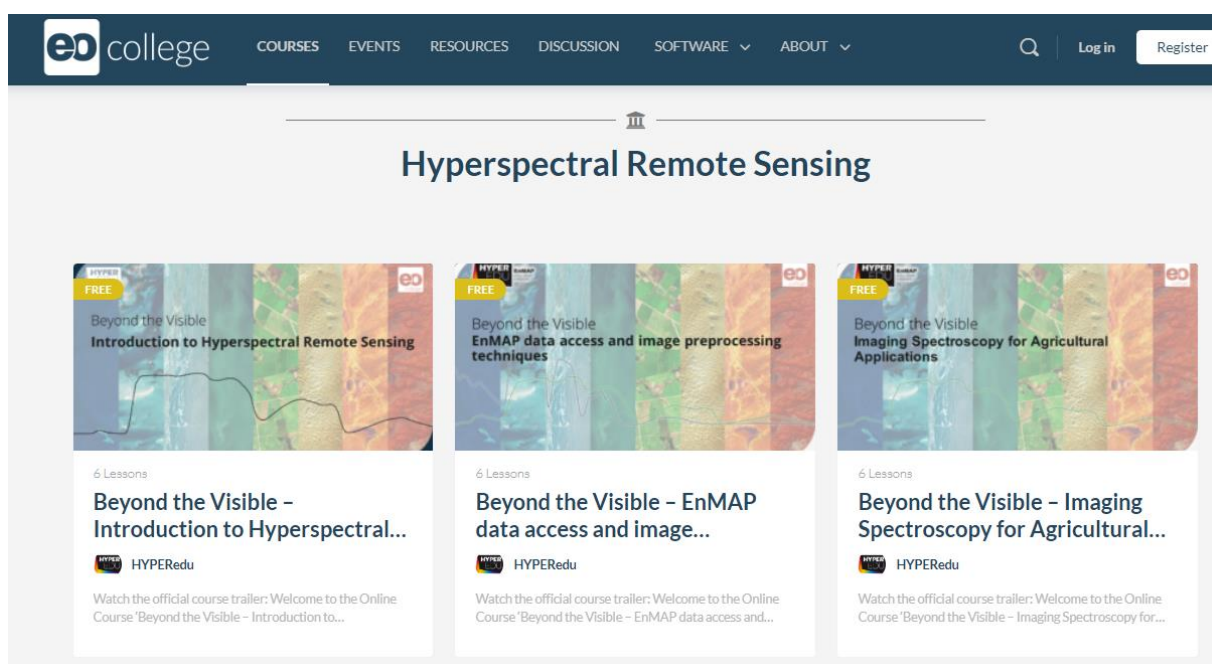 eo college COURSES EVENTS RESOURCES DISCUSSION SOFTWARE ABOUT Log in Register
Hyperspectral Remote Sensing
HYPER
FREE
eo
Beyond the Visible
Introduction to Hyperspectral Remote Sensing
6 Lessons
Beyond the Visible –
Introduction to Hyperspectral...
HYPERedu
Watch the official course trailer: Welcome to the Online
Course 'Beyond the Visible – Introduction to...
HYPER EnMAP
FREE
eo
Beyond the Visible
EnMAP data access and image preprocessing
techniques
6 Lessons
Beyond the Visible – EnMAP
data access and image...
HYPERedu
Watch the official course trailer: Welcome to the Online
Course 'Beyond the Visible – EnMAP data access and...
HYPER EnMAP
FREE
eo
Beyond the Visible
Imaging Spectroscopy for Agricultural
Applications
6 Lessons
Beyond the Visible – Imaging
Spectroscopy for Agricultural...
HYPERedu
Watch the official course trailer: Welcome to the Online
Course 'Beyond the Visible – Imaging Spectroscopy for...